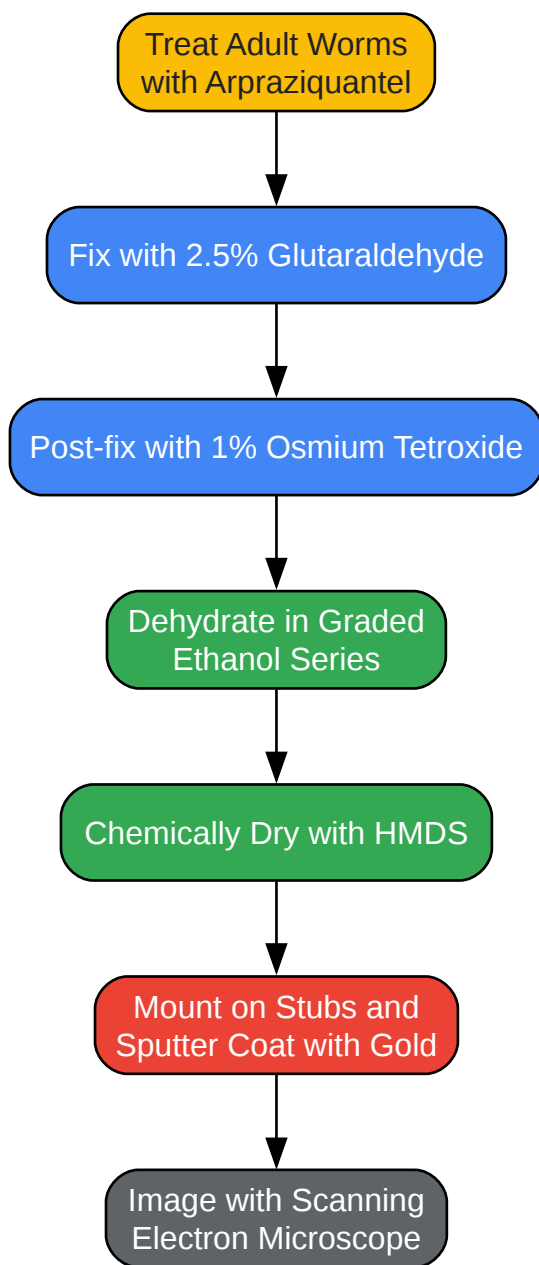 Treat Adult Worms
with Arpraziquantel
Fix with 2.5% Glutaraldehyde
Post-fix with 1% Osmium Tetroxide
Dehydrate in Graded
Ethanol Series
Chemically Dry with HMDS
Mount on Stubs and
Sputter Coat with Gold
Image with Scanning
Electron Microscope